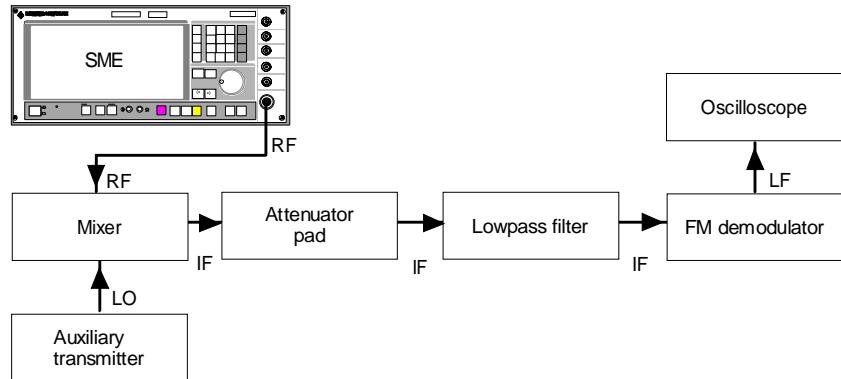 SME
RF
RF
Oscilloscope
LF
Mixer
IF
Attenuator
pad
IF
Lowpass filter
IF
FM demodulator
LO
Auxiliary
transmitter